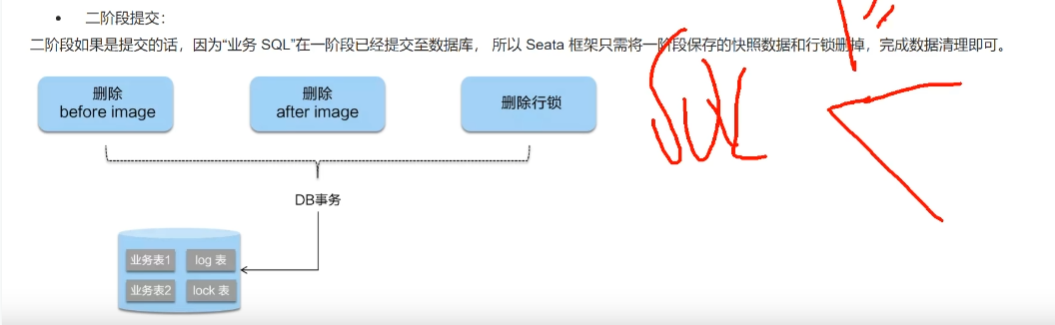 • 二阶段提交：
二阶段如果是提交的话，因为“业务 SQL”在一阶段已经提交至数据库， 所以 Seata 框架只需将一阶段保存的快照数据和行锁删掉，完成数据清理即可。
删除
before image
删除
after image
删除行锁
SQL
DB事务
业务表1
log 表
业务表2
lock 表